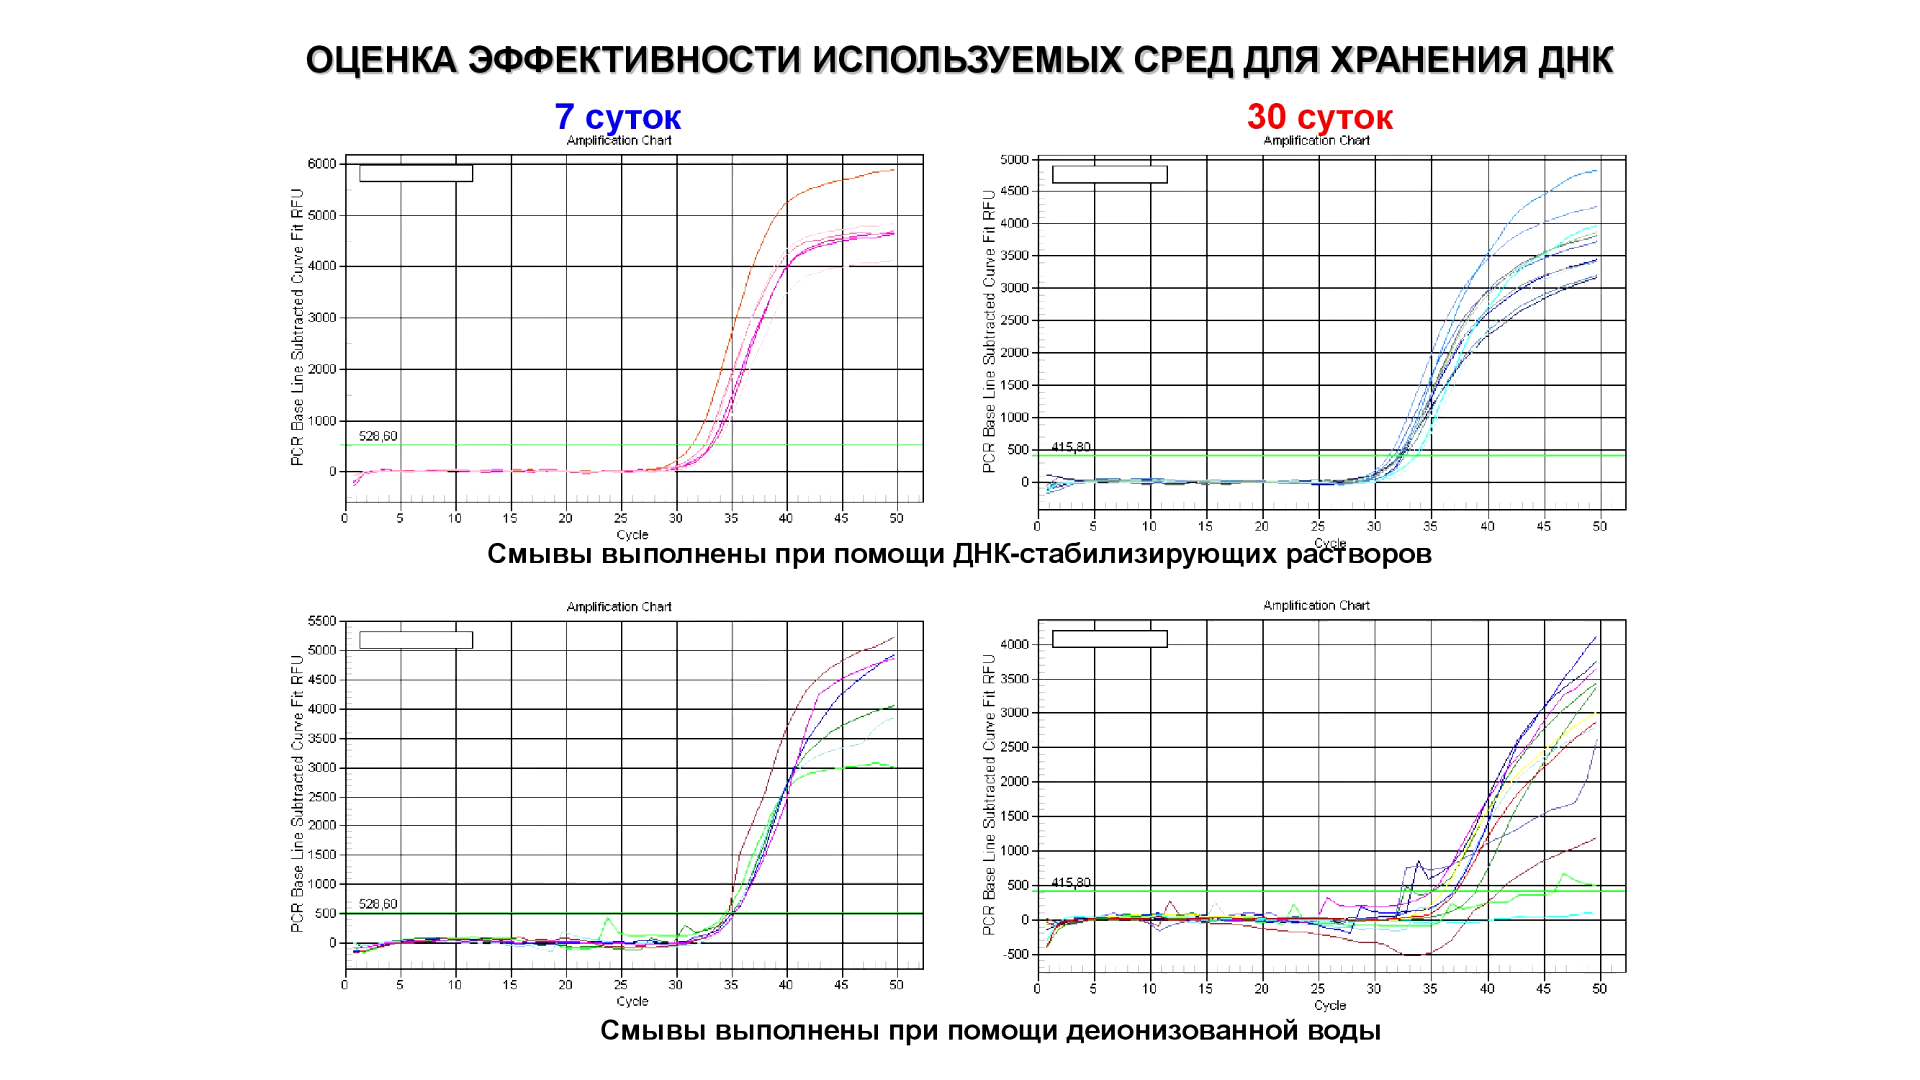 ОЦЕНКА ЭФФЕКТИВНОСТИ ИСПОЛЬЗУЕМЫХ СРЕД ДЛЯ ХРАНЕНИЯ ДНК
7 суток
30 суток
Amplification Chart
PCR Base Line Subtracted Curve Fit RFU
6000
5000
4000
3000
2000
1000
0
528,60
0 5 10 15 20 25 30 35 40 45 50
Cycle
Amplification Chart
PCR Base Line Subtracted Curve Fit RFU
5000
4500
4000
3500
3000
2500
2000
1500
1000
500
0
415,80
0 5 10 15 20 25 30 35 40 45 50
Cycle
Смывы выполнены при помощи ДНК-стабилизирующих растворов
Amplification Chart
PCR Base Line Subtracted Curve Fit RFU
5500
5000
4500
4000
3500
3000
2500
2000
1500
1000
500
0
528,60
0 5 10 15 20 25 30 35 40 45 50
Cycle
Amplification Chart
PCR Base Line Subtracted Curve Fit RFU
4000
3500
3000
2500
2000
1500
1000
500
0
-500
415,80
0 5 10 15 20 25 30 35 40 45 50
Cycle
Смывы выполнены при помощи деионизованной воды